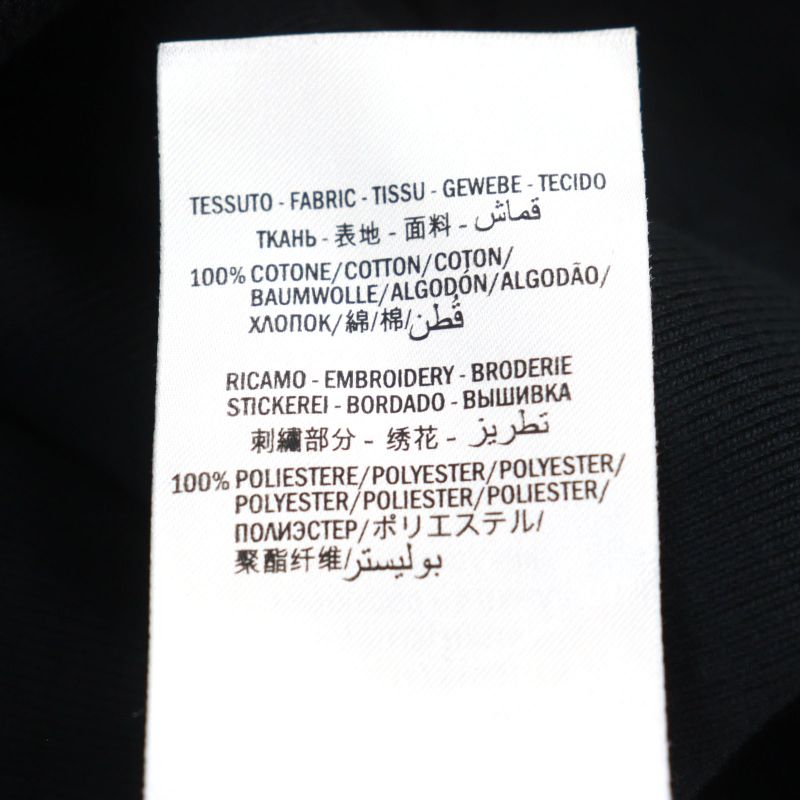 TESSUTO - FABRIC - TISSU - GEWEBE - TECIDO
ТКАНЬ - 表地 - 面料 - قماش
100% COTONE/COTTON/COTON/
BAUMWOLLE/ALGODÓN/ALGODÃO/
ХЛОПОК/綿/棉/قُطن
RICAMO - EMBROIDERY - BRODERIE
STICKEREI - BORDADO - ВЫШИВКА
刺繍部分 - 绣花 - تطريز
100% POLIESTERE/POLYESTER/POLYESTER/
POLYESTER/POLIESTER/POLIESTER/
ПОЛИЭСТЕР/ポリエステル/
聚酯纤维/بوليستر